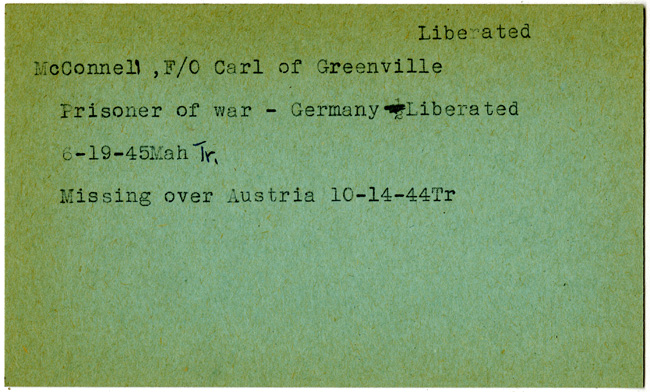 Liberated
McConnell ,F/O Carl of Greenville
Prisoner of war - Germany Liberated
6-19-45Mah Tr.
Missing over Austria 10-14-44Tr